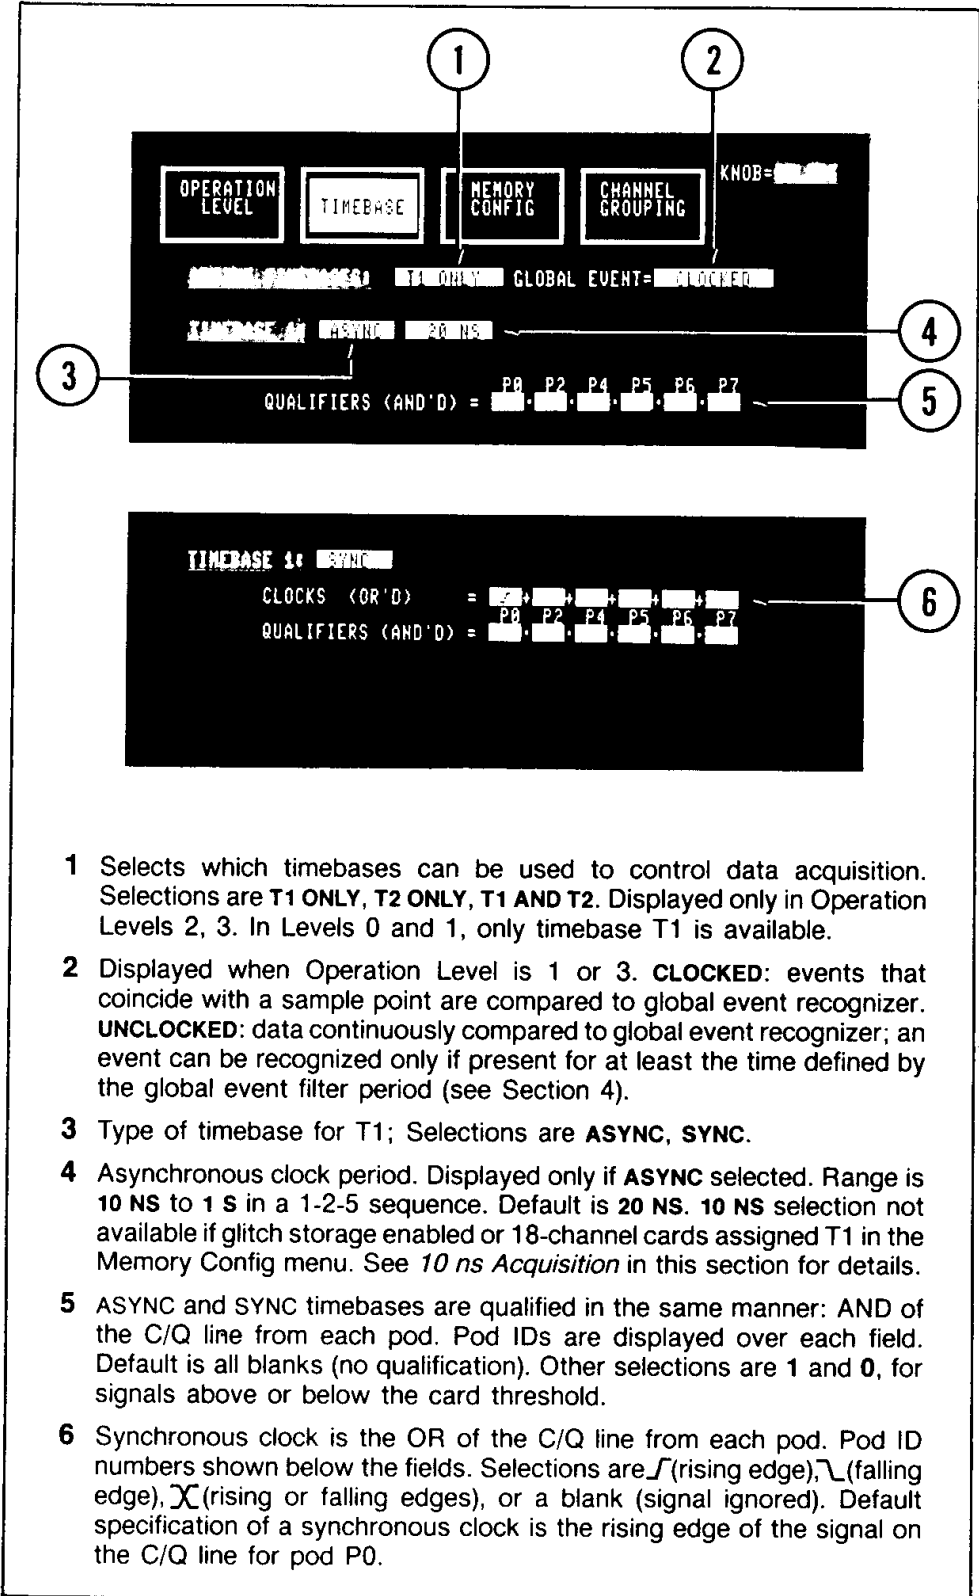 1
2
OPERATION LEVEL
TIMEBASE
MEMORY CONFIG
CHANNEL GROUPING
KNOB=
T1 ONLY GLOBAL EVENT= CLOCKED
TIMEBASE 1: ASYNC 20 NS
4
3
P0 P2 P4 P5 P6 P7
QUALIFIERS (AND'D) =
5
TIMEBASE 1: SYNC
CLOCKS (OR'D) = + + + + +
6
P0 P2 P4 P5 P6 P7
QUALIFIERS (AND'D) =
1 Selects which timebases can be used to control data acquisition.
Selections are T1 ONLY, T2 ONLY, T1 AND T2. Displayed only in Operation
Levels 2, 3. In Levels 0 and 1, only timebase T1 is available.
2 Displayed when Operation Level is 1 or 3. CLOCKED: events that
coincide with a sample point are compared to global event recognizer.
UNCLOCKED: data continuously compared to global event recognizer; an
event can be recognized only if present for at least the time defined by
the global event filter period (see Section 4).
3 Type of timebase for T1; Selections are ASYNC, SYNC.
4 Asynchronous clock period. Displayed only if ASYNC selected. Range is
10 NS to 1 S in a 1-2-5 sequence. Default is 20 NS. 10 NS selection not
available if glitch storage enabled or 18-channel cards assigned T1 in the
Memory Config menu. See 10 ns Acquisition in this section for details.
5 ASYNC and SYNC timebases are qualified in the same manner: AND of
the C/Q line from each pod. Pod IDs are displayed over each field.
Default is all blanks (no qualification). Other selections are 1 and 0, for
signals above or below the card threshold.
6 Synchronous clock is the OR of the C/Q line from each pod. Pod ID
numbers shown below the fields. Selections are (rising edge), (falling
edge), (rising or falling edges), or a blank (signal ignored). Default
specification of a synchronous clock is the rising edge of the signal on
the C/Q line for pod P0.